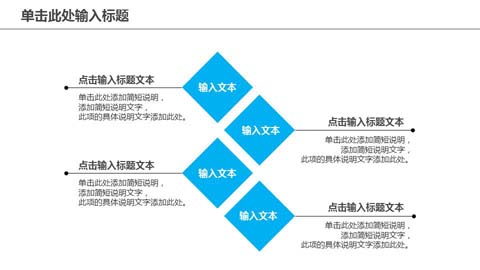 单击此处输入标题
点击输入标题文本
单击此处添加简短说明，
添加简短说明文字，
此项的具体说明文字添加此处。
输入文本
输入文本
点击输入标题文本
单击此处添加简短说明，
添加简短说明文字，
此项的具体说明文字添加此处。
点击输入标题文本
单击此处添加简短说明，
添加简短说明文字，
此项的具体说明文字添加此处。
输入文本
输入文本
点击输入标题文本
单击此处添加简短说明，
添加简短说明文字，
此项的具体说明文字添加此处。